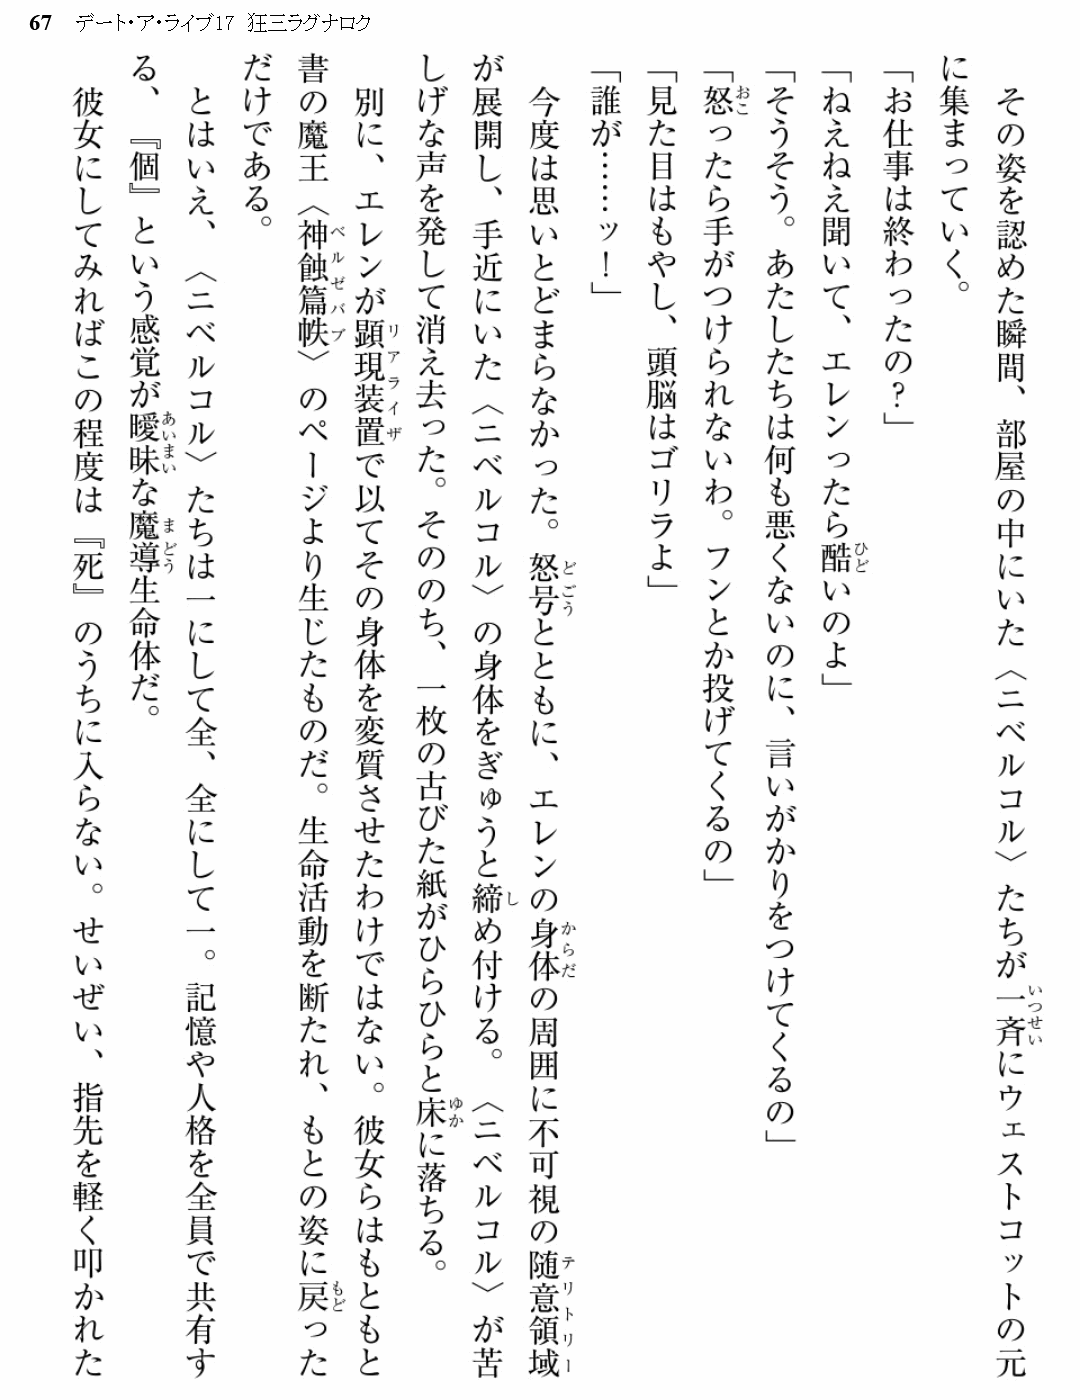 67 デート・ア・ライブ17 狂三ラグナロク
その姿を認めた瞬間、部屋の中にいた〈ニベルコル〉たちが一斉にウェストコットの元
に集まっていく。
「お仕事は終わったの？」
「ねえねえ聞いて、エレンったら酷いのよ」
「そうそう。あたしたちは何も悪くないのに、言いがかりをつけてくるの」
「怒ったら手がつけられないわ。フンとか投げてくるの」
「見た目はもやし、頭脳はゴリラよ」
「誰が……ッ！」
今度は思いとどまらなかった。怒号とともに、エレンの身体の周囲に不可視の随意領域
が展開し、手近にいた〈ニベルコル〉の身体をぎゅうと締め付ける。〈ニベルコル〉が苦
しげな声を発して消え去った。そののち、一枚の古びた紙がひらひらと床に落ちる。
別に、エレンが顕現装置で以てその身体を変質させたわけではない。彼女らはもともと
書の魔王〈神蝕篇帙〉のページより生じたものだ。生命活動を断たれ、もとの姿に戻った
だけである。
とはいえ、〈ニベルコル〉たちは一にして全、全にして一。記憶や人格を全員で共有す
る、『個』という感覚が曖昧な魔導生命体だ。
彼女にしてみればこの程度は『死』のうちに入らない。せいぜい、指先を軽く叩かれた